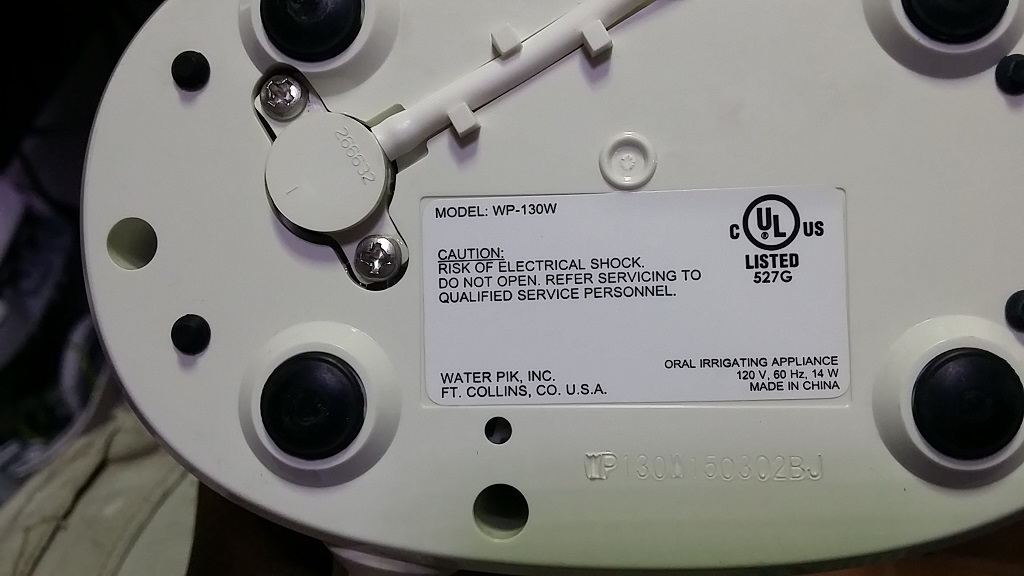 266632
MODEL: WP-130W
CAUTION:
RISK OF ELECTRICAL SHOCK.
DO NOT OPEN. REFER SERVICING TO
QUALIFIED SERVICE PERSONNEL.
C UL ® US
LISTED
527G
WATER PIK, INC.
FT. COLLINS, CO. U.S.A.
ORAL IRRIGATING APPLIANCE
120 V, 60 Hz, 14 W
MADE IN CHINA
WP130W150302BJ